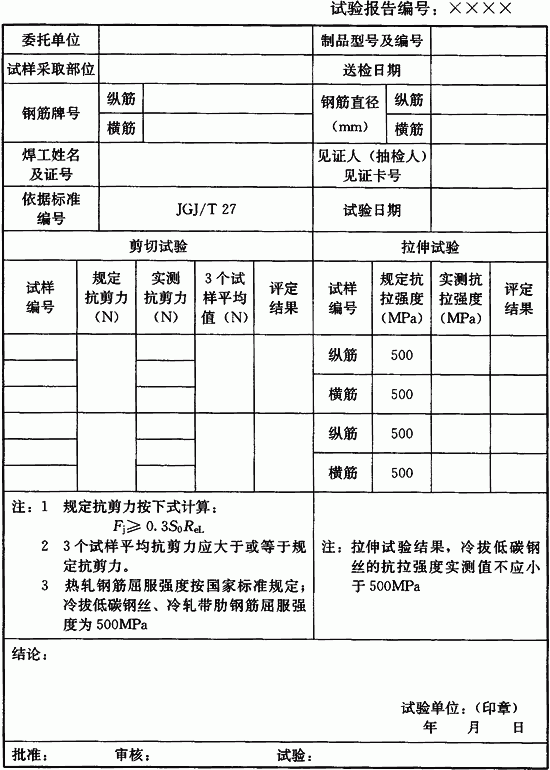 试验报告编号：××××
委托单位 制品型号及编号
试样采取部位 送检日期
钢筋牌号 纵筋 钢筋直径（mm） 纵筋
横筋 横筋
焊工姓名及证号 见证人（抽检人）见证卡号
依据标准编号 JGJ/T 27 试验日期
剪切试验 拉伸试验
试样编号 规定抗剪力（N） 实测抗剪力（N） 3个试样平均值（N） 评定结果 试样编号 规定抗拉强度（MPa） 实测抗拉强度（MPa） 评定结果
纵筋 500
横筋 500
纵筋 500
横筋 500
注：1 规定抗剪力按下式计算：
Fj≥0.3S0ReL
2 3个试样平均抗剪力应大于或等于规
定抗剪力。
3 热轧钢筋屈服强度按国家标准规定；
冷拔低碳钢丝、冷轧带肋钢筋屈服强
度为500MPa
注：拉伸试验结果，冷拔低碳钢
丝的抗拉强度实测值不应小
于500MPa
结论：
试验单位：（印章）
年 月 日
批准： 审核： 试验：